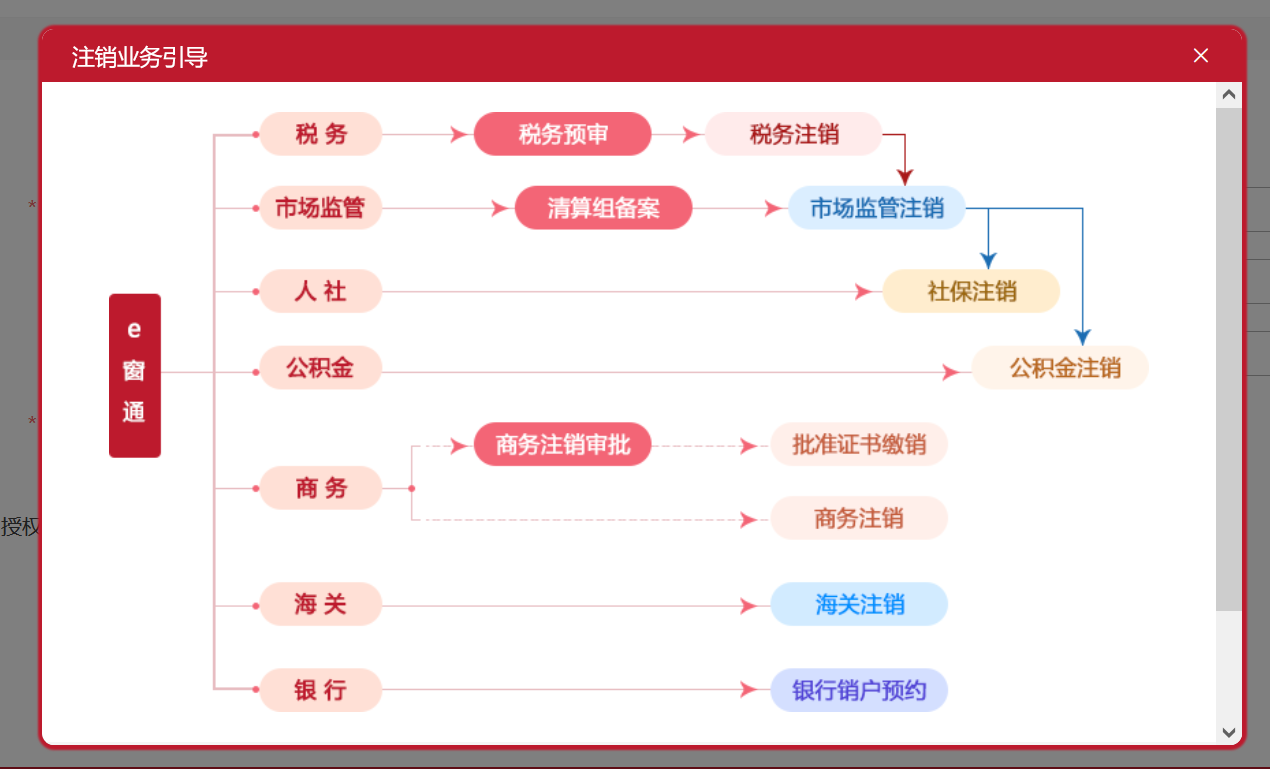 注销业务引导
税 务
税务预审
税务注销
市场监管
清算组备案
市场监管注销
人 社
社保注销
e
窗
通
公积金
公积金注销
商务注销审批
批准证书缴销
商 务
商务注销
海 关
海关注销
银 行
银行销户预约
*
*
授权